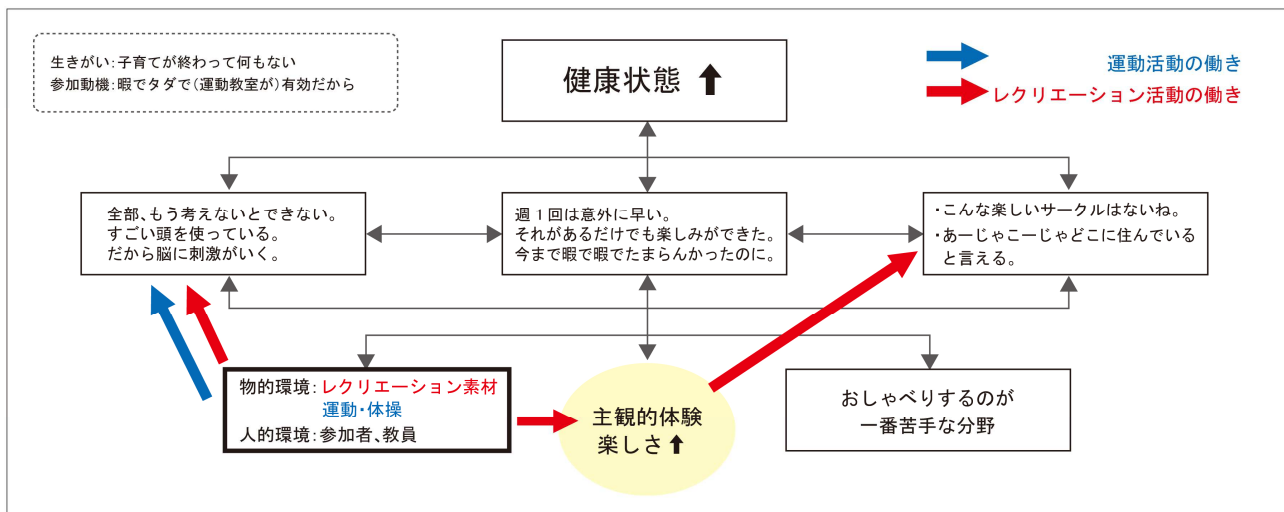 生きがい：子育てが終わって何もない
参加動機：暇でタダで（運動教室が）有効だから
健康状態 ↑
運動活動の働き
レクリエーション活動の働き
全部、もう考えないとできない。
すごい頭を使っている。
だから脳に刺激がいく。
週１回は意外に早い。
それがあるだけでも楽しみができた。
今まで暇で暇でたまらんかったのに。
・こんな楽しいサークルはないね。
・あーじゃこーじゃどこに住んでいる
と言える。
物的環境：レクリエーション素材
運動・体操
人的環境：参加者、教員
主観的体験
楽しさ ↑
おしゃべりするのが
一番苦手な分野